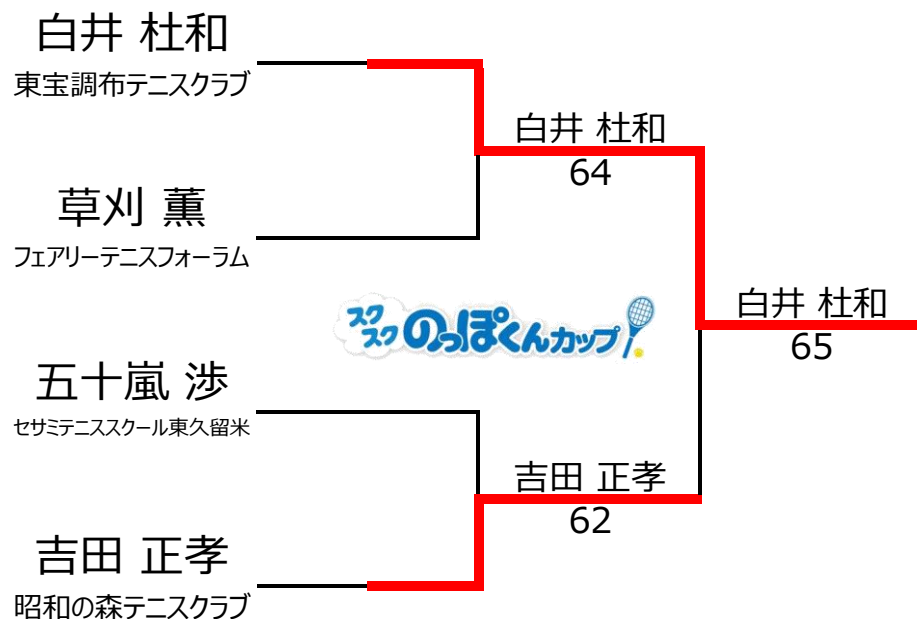 白井 杜和
東宝調布テニスクラブ
白井 杜和
64
草刈 薫
フェアリーテニスフォーラム
スクスク のっぽくんカップ
白井 杜和
65
五十嵐 渉
セサミテニススクール東久留米
吉田 正孝
62
吉田 正孝
昭和の森テニスクラブ